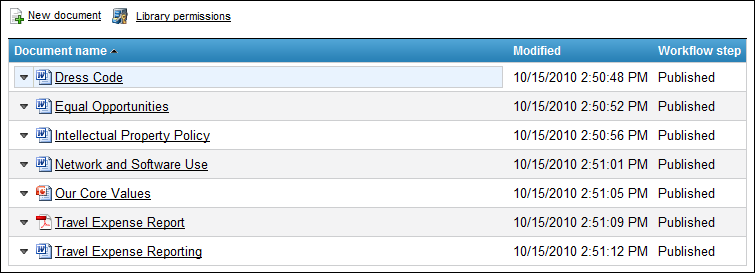 New document Library permissions
Document name Modified Workflow step
Dress Code 10/15/2010 2:50:48 PM Published
Equal Opportunities 10/15/2010 2:50:52 PM Published
Intellectual Property Policy 10/15/2010 2:50:56 PM Published
Network and Software Use 10/15/2010 2:51:01 PM Published
Our Core Values 10/15/2010 2:51:05 PM Published
Travel Expense Report 10/15/2010 2:51:09 PM Published
Travel Expense Reporting 10/15/2010 2:51:12 PM Published